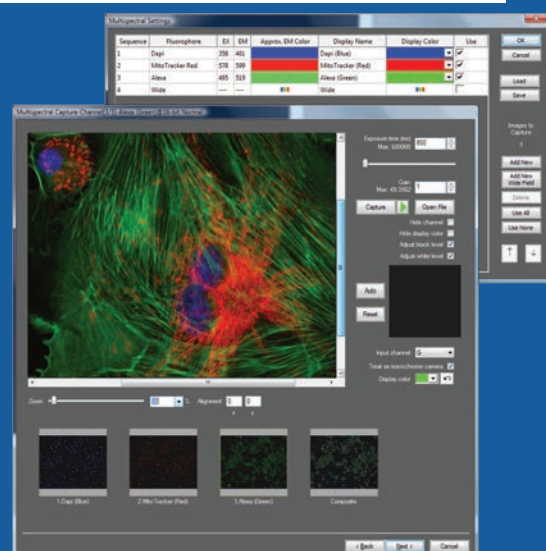 Multispectral Settings
Sequence Fluorophore EX EM Approx. EM Color Display Name Display Color Use
1 Dapi 358 461 Dapi (Blue)
2 MitoTracker Red 578 599 MitoTracker (Red)
3 Alexa 495 519 Alexa (Green)
4 Wide --- --- Wide
OK
Cancel
Load
Save
Images to
Capture
3
Add New
Add New
Wide Field
Delete
Use All
Use None
Exposure time (ms)
800
Gain
1
Capture Open File
Hide channel
Hide display color
Adjust black level
Adjust white level
Auto
Reset
Input channel G
Treat as monochrome camera
Display color
Zoom % Alignment 0 0
1.Dapi (Blue) 2.MitoTracker (Red) 3.Alexa (Green) Composite
< Back Next > Cancel